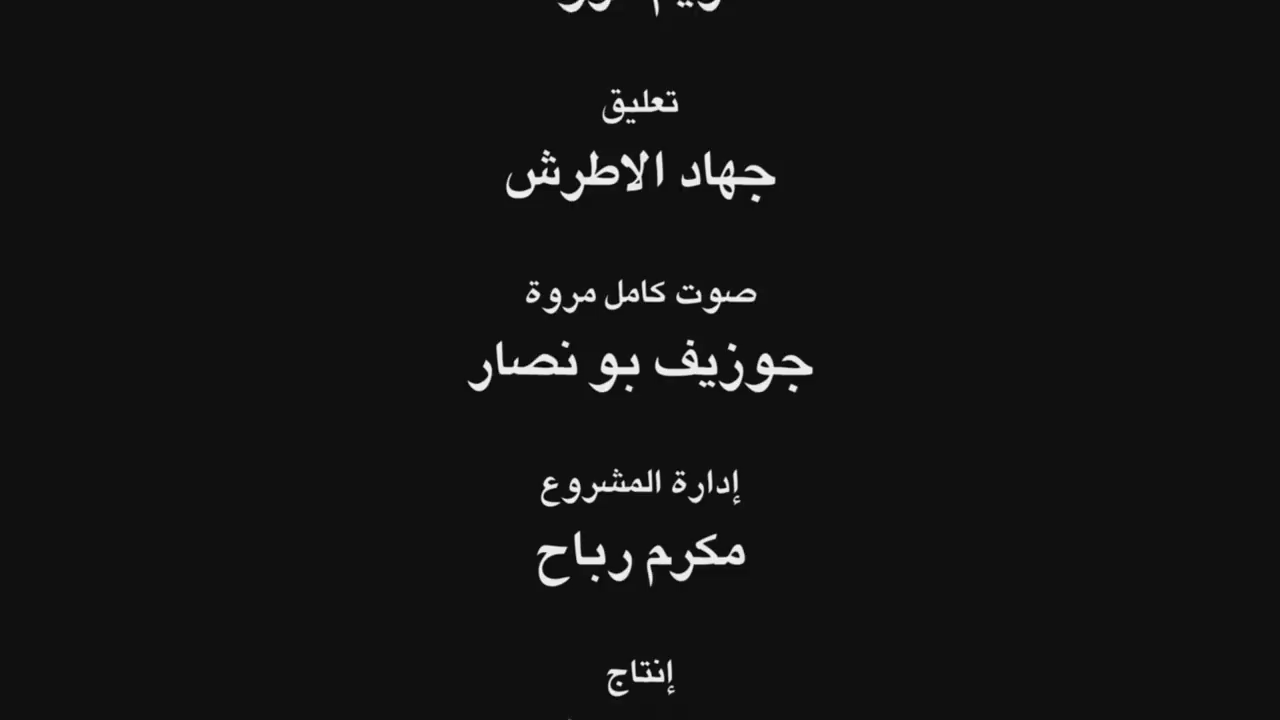 تعليق
جهاد الاطرش
صوت كامل مروة
جوزيف بو نصار
إدارة المشروع
مكرم رباح
إنتاج